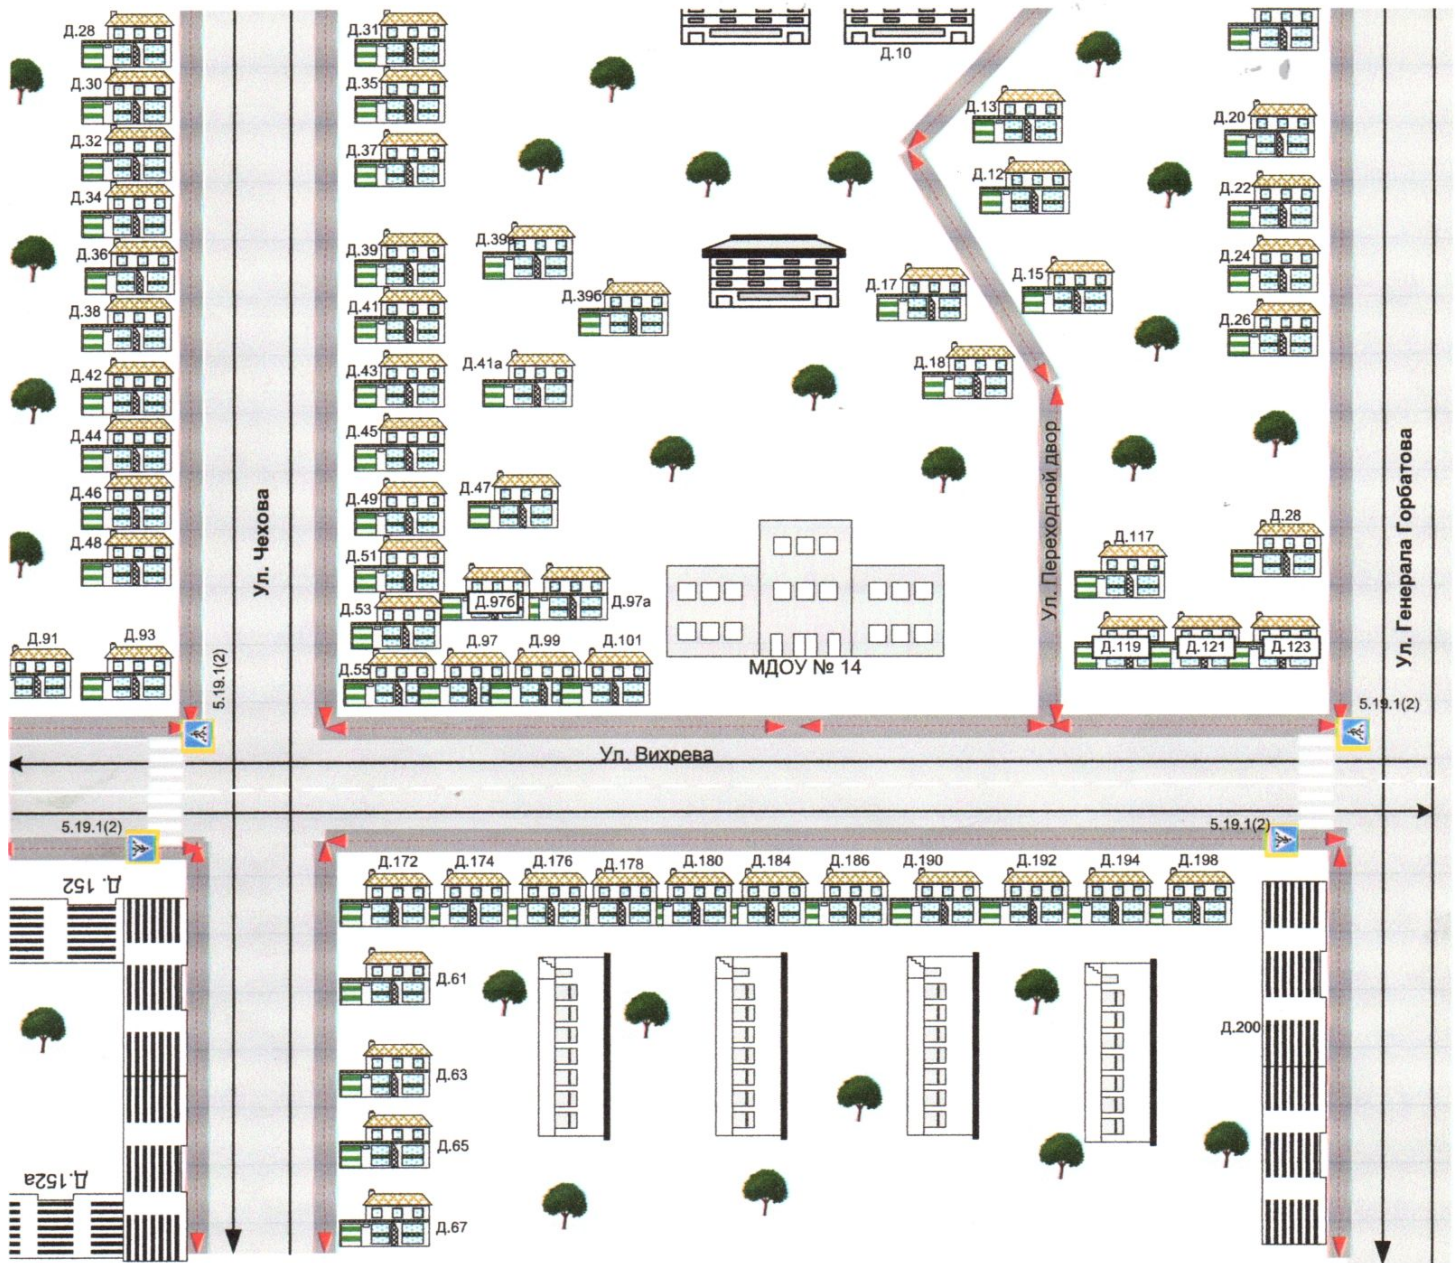 Д.28
Д.31
Д.10
Д.30
Д.35
Д.13
Д.20
Д.32
Д.37
Д.12
Д.22
Д.34
Д.36
Д.39
Д.39а
Д.24
Д.38
Д.41
Д.39б
Д.17
Д.15
Д.26
Д.42
Д.43
Д.41а
Д.18
Д.44
Д.45
Д.46
Д.49
Д.47
Д.28
Д.48
Д.51
Д.117
Ул. Чехова
Ул. Переходной двор
Ул. Генерала Горбатова
Д.53
Д.97б
Д.97а
Д.91
Д.93
Д.55
Д.97
Д.99
Д.101
МДОУ № 14
Д.119
Д.121
Д.123
5.19.1(2)
5.19.1(2)
Ул. Вихрева
5.19.1(2)
5.19.1(2)
Д. 152
Д.172
Д.174
Д.176
Д.178
Д.180
Д.184
Д.186
Д.190
Д.192
Д.194
Д.198
Д.61
Д.200
Д.63
Д.65
Д.152а
Д.67